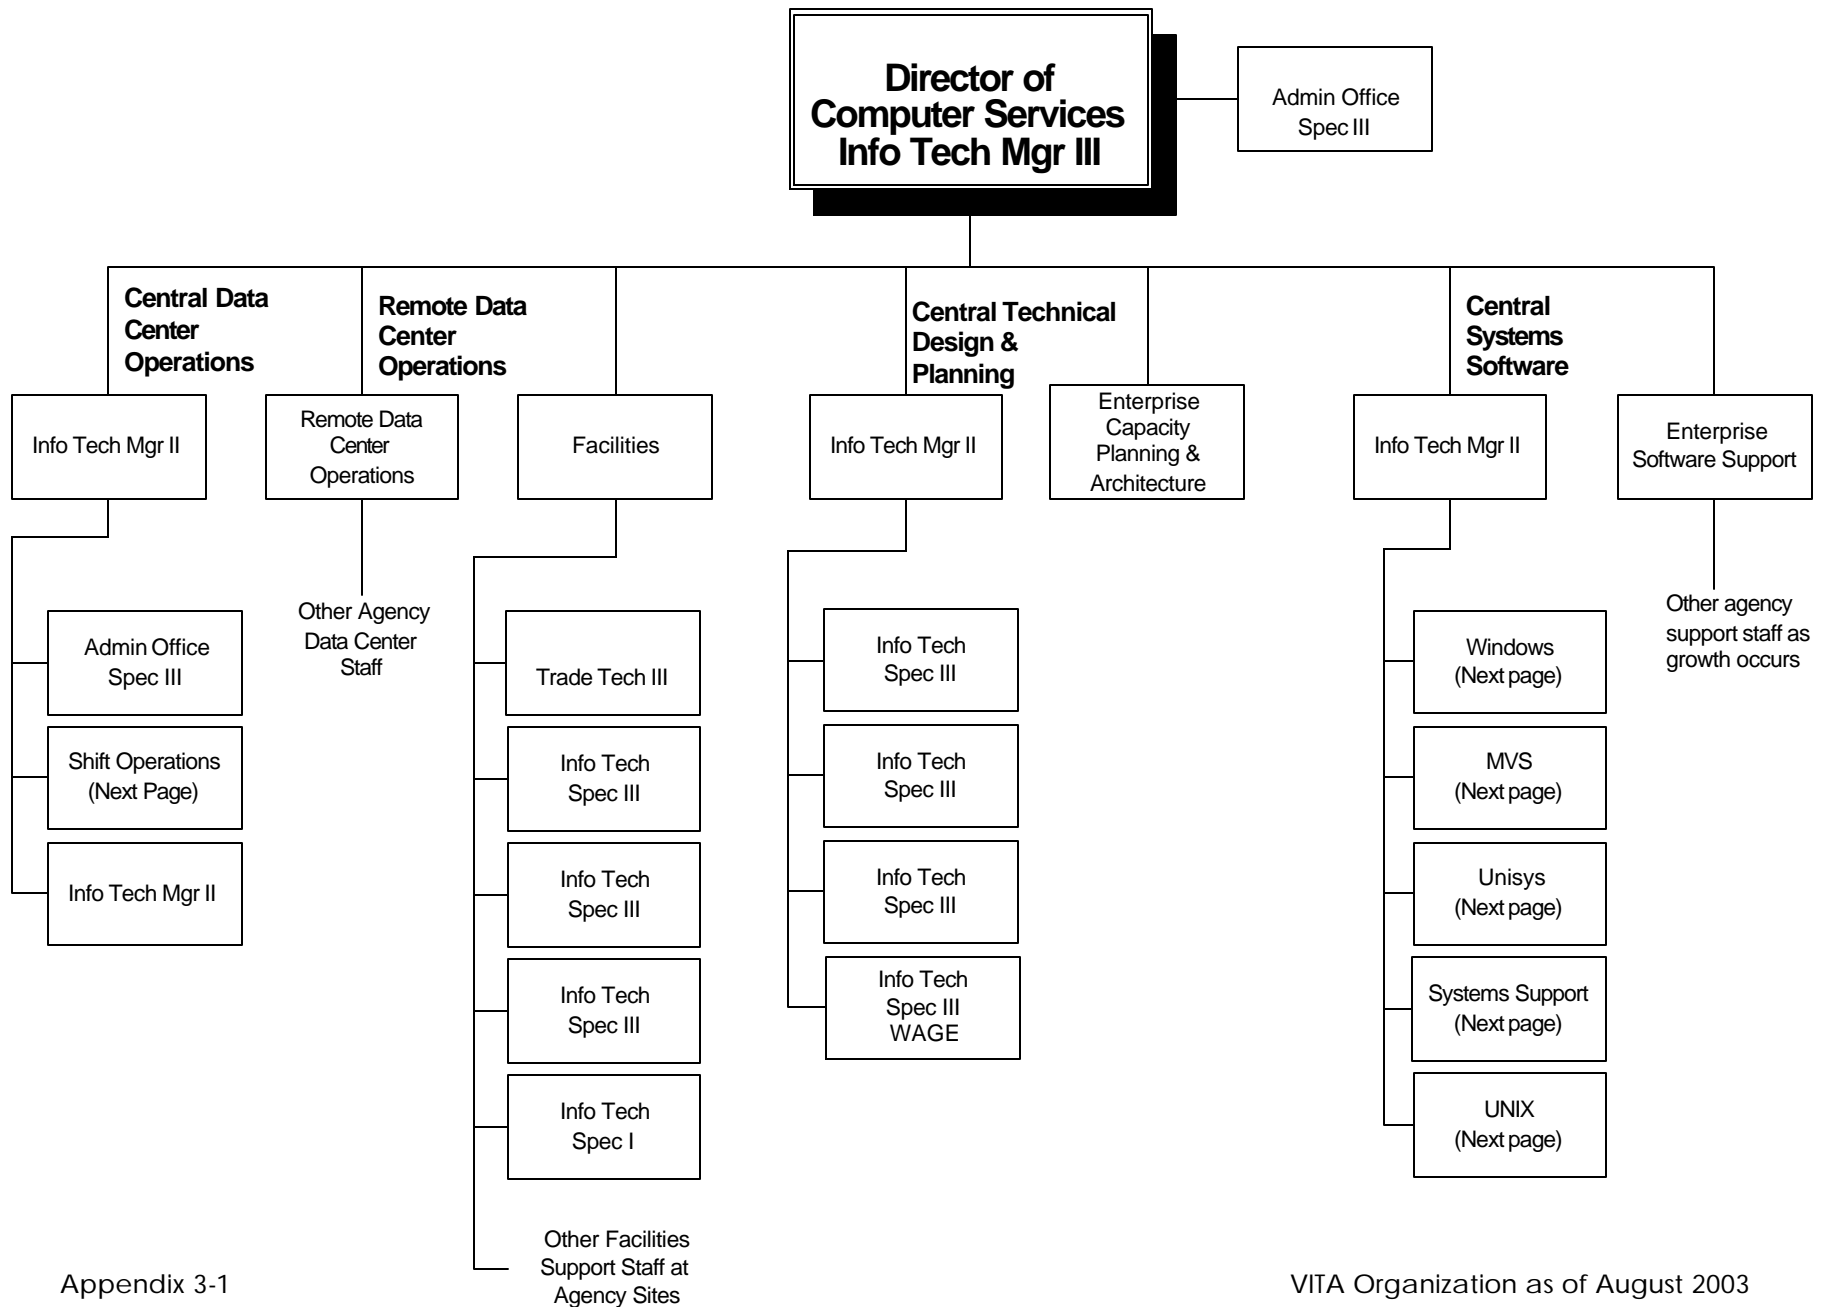 Director of
Computer Services
Info Tech Mgr III
Admin Office
Spec III
Central Data
Center
Operations
Remote Data
Center
Operations
Central Technical
Design &
Planning
Central
Systems
Software
Info Tech Mgr II
Remote Data
Center
Operations
Facilities
Info Tech Mgr II
Enterprise
Capacity
Planning &
Architecture
Info Tech Mgr II
Enterprise
Software Support
Admin Office
Spec III
Shift Operations
(Next Page)
Info Tech Mgr II
Other Agency
Data Center
Staff
Trade Tech III
Info Tech
Spec III
Info Tech
Spec III
Info Tech
Spec III
Info Tech
Spec I
Other Facilities
Support Staff at
Agency Sites
Info Tech
Spec III
Info Tech
Spec III
Info Tech
Spec III
Info Tech
Spec III
WAGE
Windows
(Next page)
MVS
(Next page)
Unisys
(Next page)
Systems Support
(Next page)
UNIX
(Next page)
Other agency
support staff as
growth occurs
Appendix 3-1
VITA Organization as of August 2003